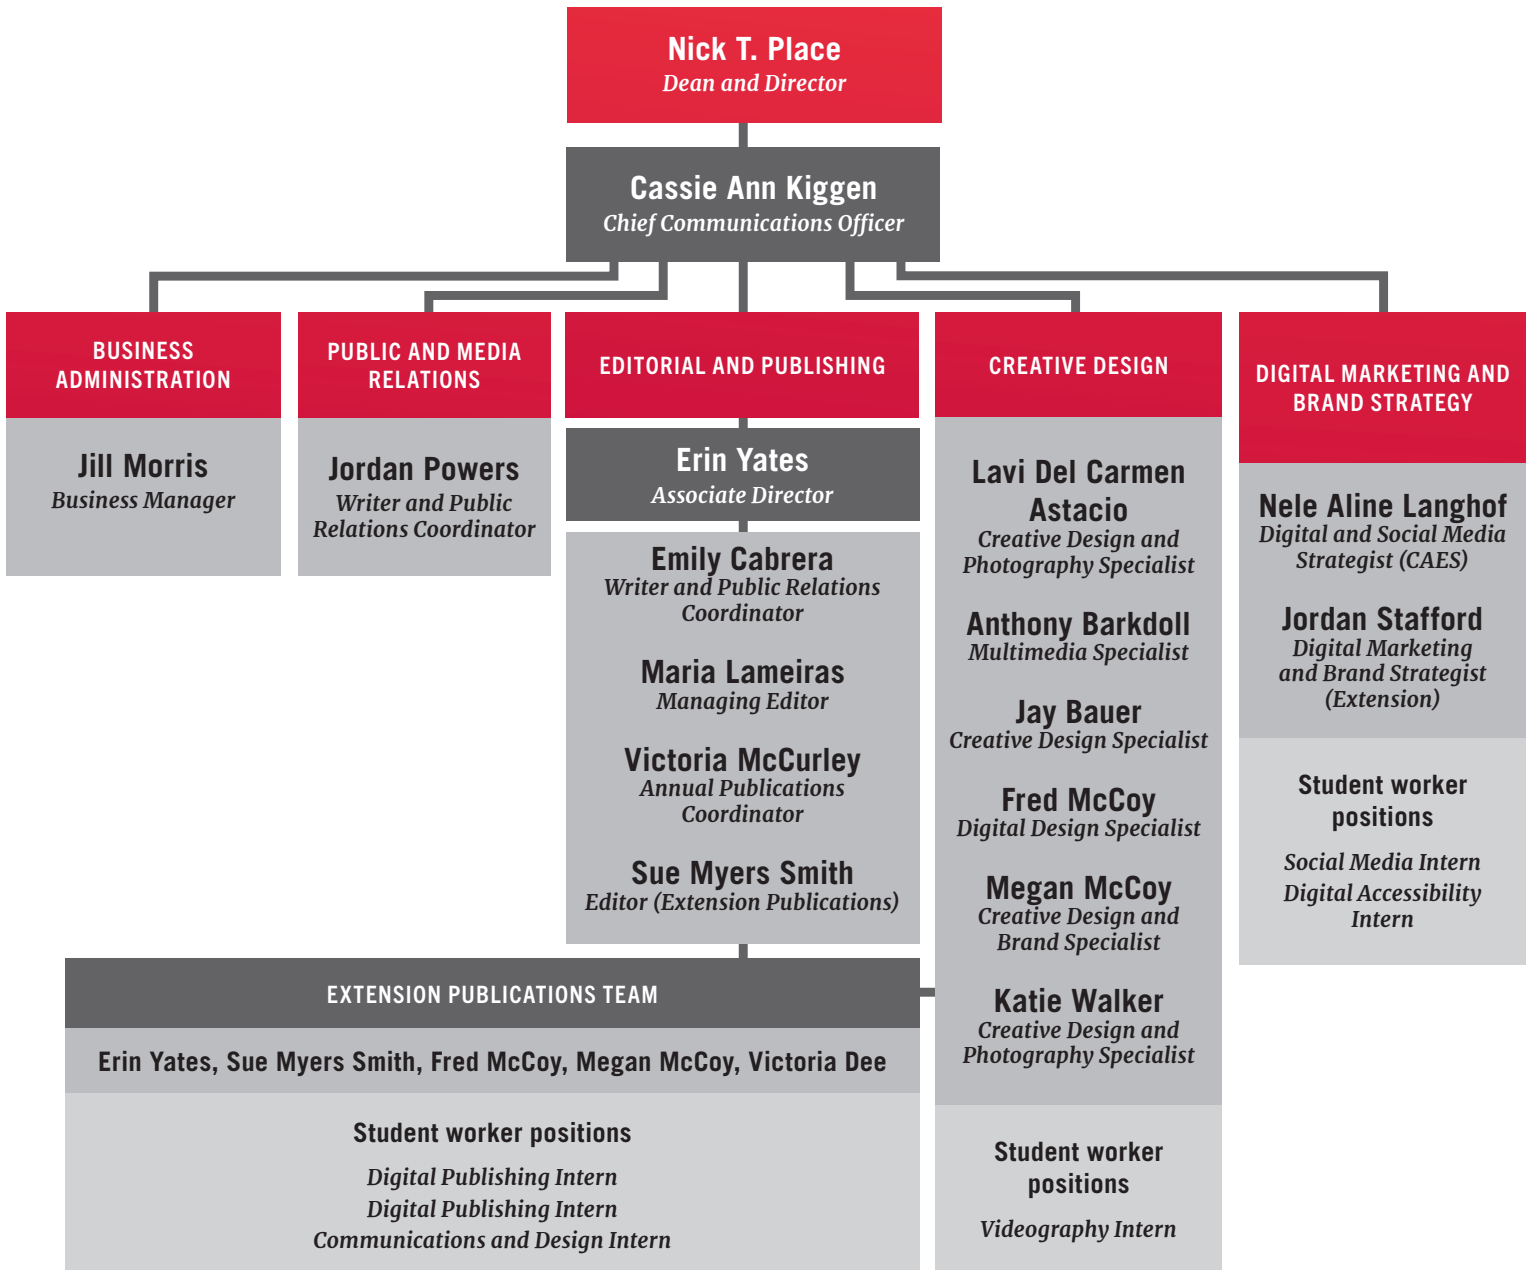 Nick T. Place
Dean and Director
Cassie Ann Kiggen
Chief Communications Officer
BUSINESS
ADMINISTRATION
Jill Morris
Business Manager
PUBLIC AND MEDIA
RELATIONS
Jordan Powers
Writer and Public
Relations Coordinator
EDITORIAL AND PUBLISHING
Erin Yates
Associate Director
Emily Cabrera
Writer and Public Relations
Coordinator
Maria Lameiras
Managing Editor
Victoria McCurley
Annual Publications
Coordinator
Sue Myers Smith
Editor (Extension Publications)
CREATIVE DESIGN
Lavi Del Carmen
Astacio
Creative Design and
Photography Specialist
Anthony Barkdoll
Multimedia Specialist
Jay Bauer
Creative Design Specialist
Fred McCoy
Digital Design Specialist
Megan McCoy
Creative Design and
Brand Specialist
Katie Walker
Creative Design and
Photography Specialist
Student worker
positions
Videography Intern
DIGITAL MARKETING AND
BRAND STRATEGY
Nele Aline Langhof
Digital and Social Media
Strategist (CAES)
Jordan Stafford
Digital Marketing
and Brand Strategist
(Extension)
Student worker
positions
Social Media Intern
Digital Accessibility
Intern
EXTENSION PUBLICATIONS TEAM
Erin Yates, Sue Myers Smith, Fred McCoy, Megan McCoy, Victoria Dee
Student worker positions
Digital Publishing Intern
Digital Publishing Intern
Communications and Design Intern